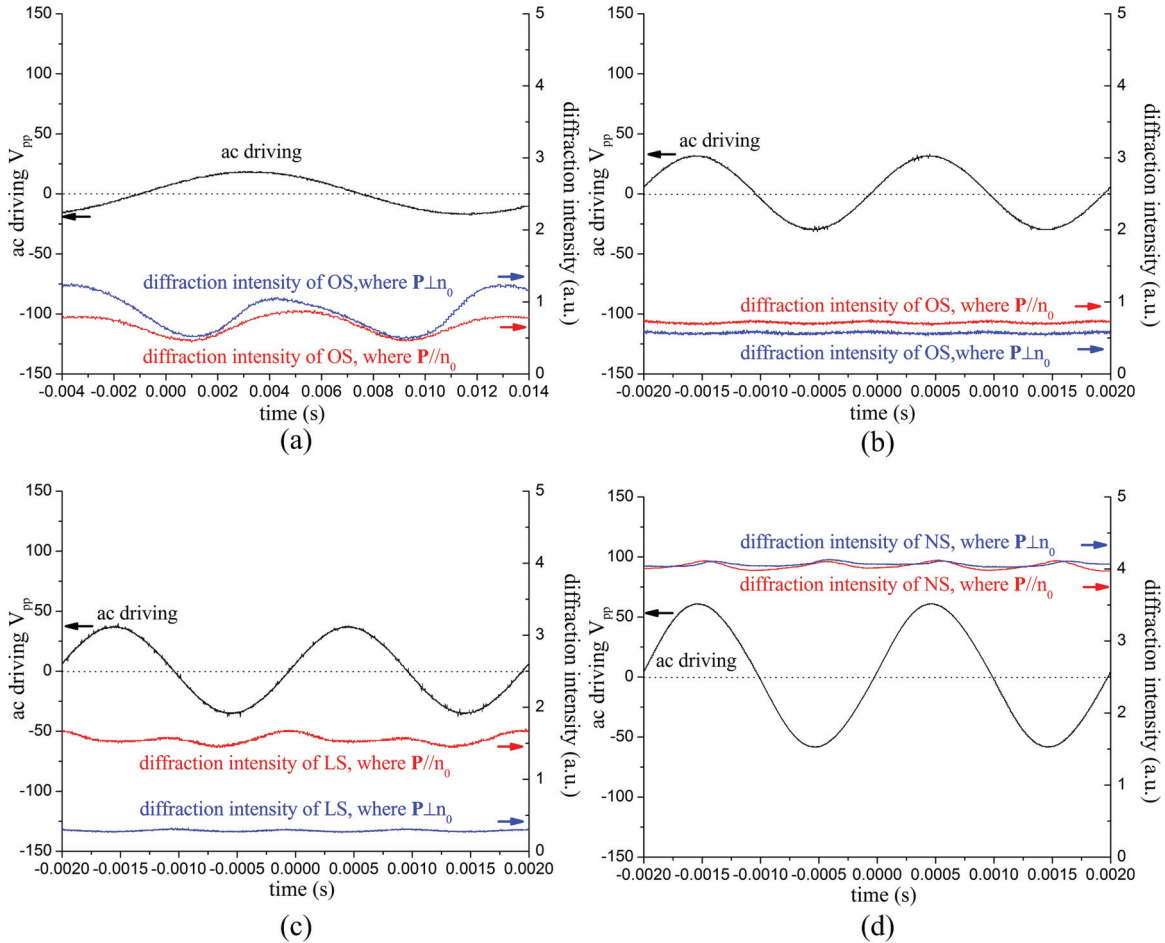 150
100
50
0
-50
-100
-150
5
4
3
2
1
0
ac driving V_pp
diffraction intensity (a.u.)
ac driving
diffraction intensity of OS,where P⊥n_0
diffraction intensity of OS, where P//n_0
-0.004 0.000 0.002 0.004 0.006 0.008 0.010 0.012 0.014
time (s)
(a)
150
100
50
0
-50
-100
-150
5
4
3
2
1
0
ac driving V_pp
diffraction intensity (a.u.)
ac driving
diffraction intensity of OS, where P//n_0
diffraction intensity of OS,where P⊥n_0
-0.0020 -0.0015 -0.0010 -0.0005 0.0000 0.0005 0.0010 0.0015 0.0020
time (s)
(b)
150
100
50
0
-50
-100
-150
5
4
3
2
1
0
ac driving V_pp
diffraction intensity (a.u.)
ac driving
diffraction intensity of LS, where P//n_0
diffraction intensity of LS, where P⊥n_0
-0.0020 -0.0015 -0.0010 -0.0005 0.0000 0.0005 0.0010 0.0015 0.0020
time (s)
(c)
150
100
50
0
-50
-100
-150
5
4
3
2
1
0
ac driving V_pp
diffraction intensity (a.u.)
diffraction intensity of NS, where P⊥n_0
diffraction intensity of NS, where P//n_0
ac driving
-0.0020 -0.0015 -0.0010 -0.0005 0.0000 0.0005 0.0010 0.0015 0.0020
time (s)
(d)